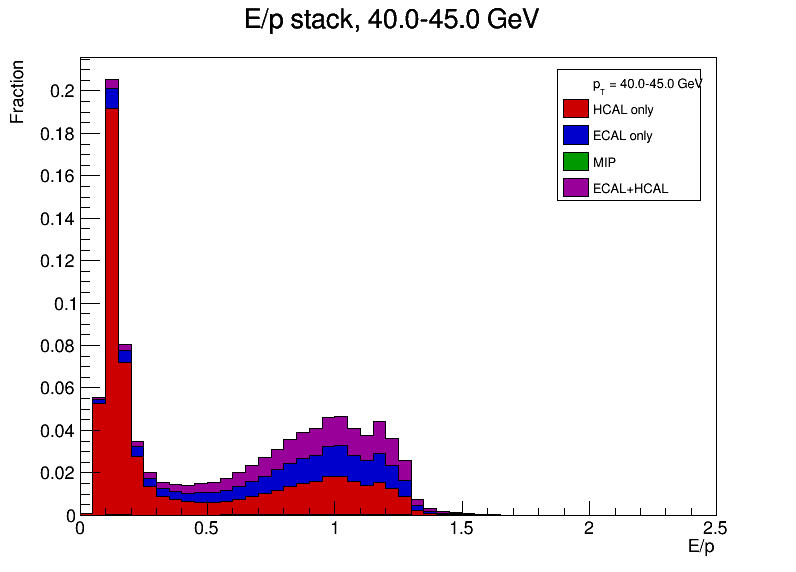 E/p stack, 40.0-45.0 GeV
Fraction
0.2
0.18
0.16
0.14
0.12
0.1
0.08
0.06
0.04
0.02
0
p_T = 40.0-45.0 GeV
HCAL only
ECAL only
MIP
ECAL+HCAL
0 0.5 1 1.5 2 2.5
E/p